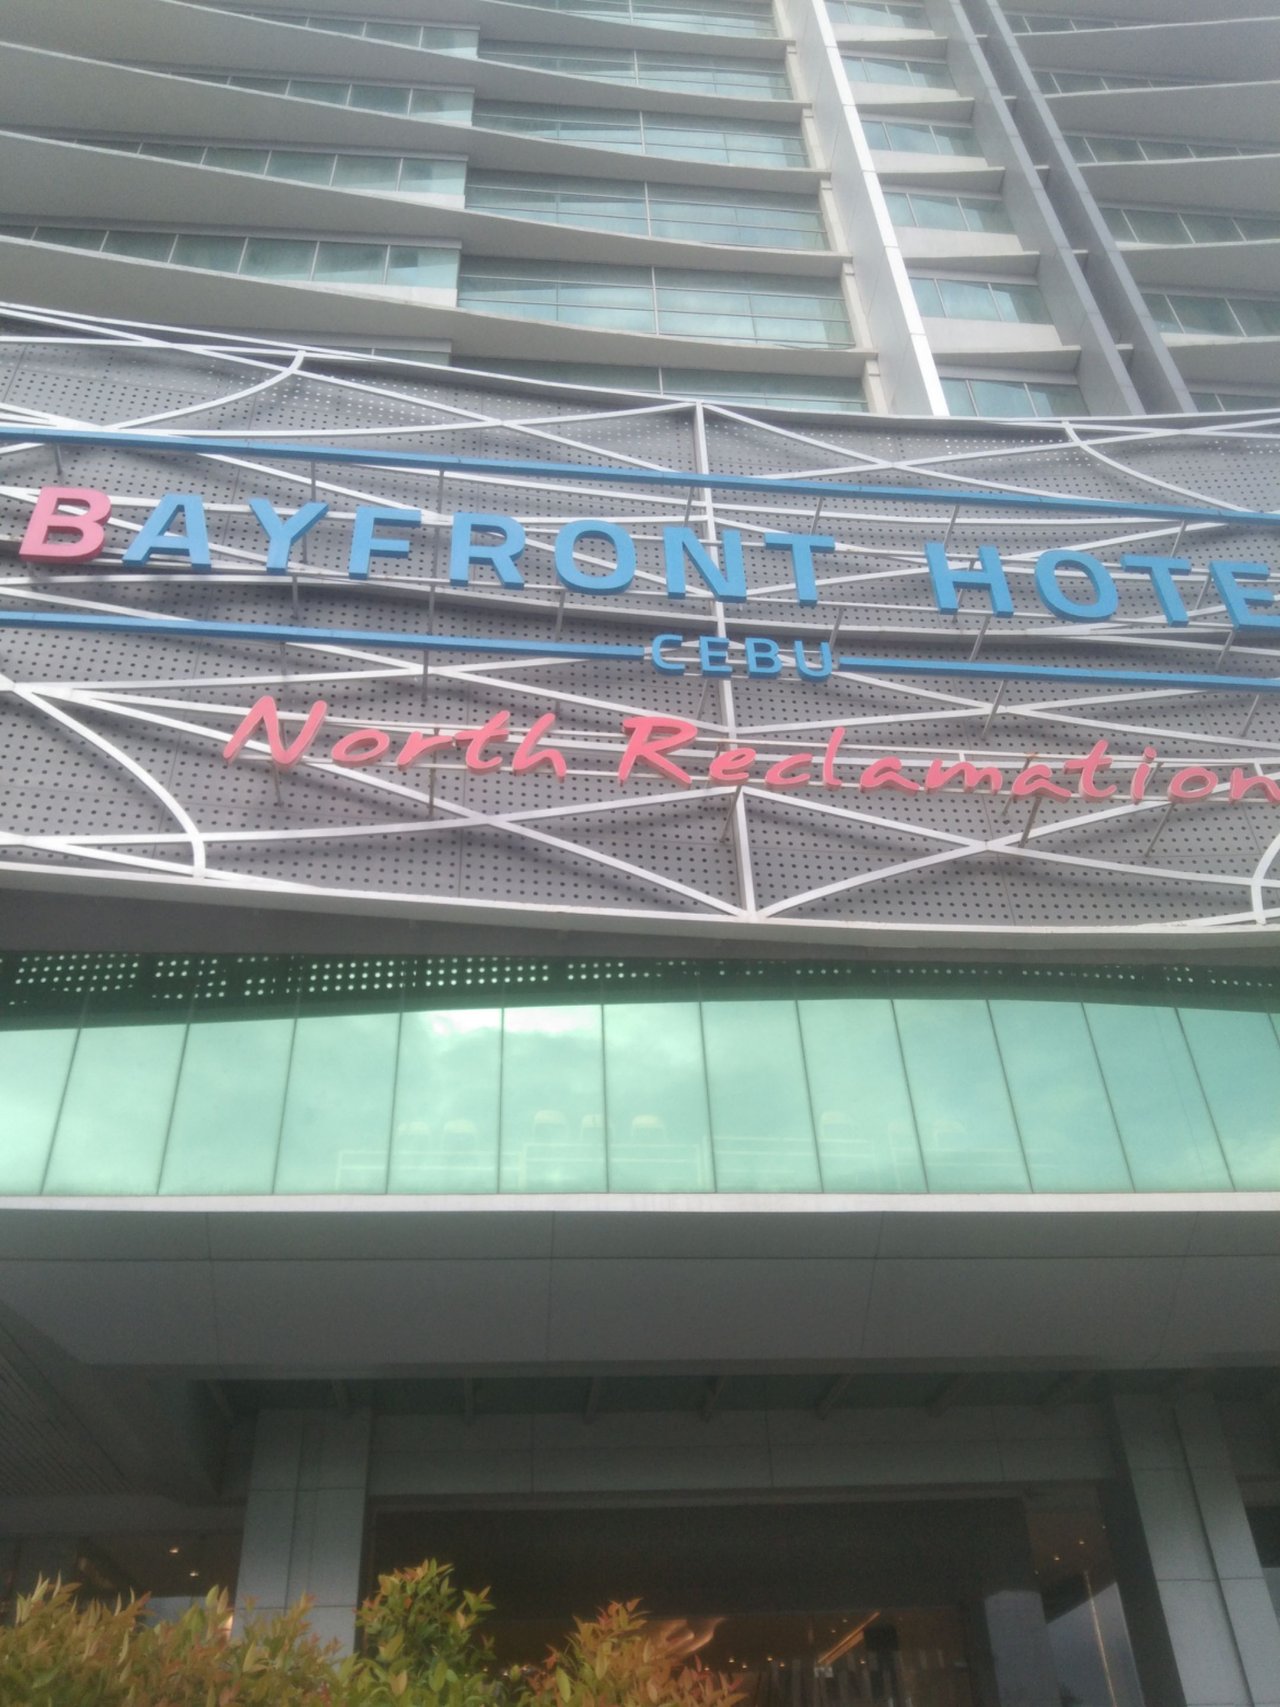 BAYFRONT HOTE
CEBU
North Reclamation